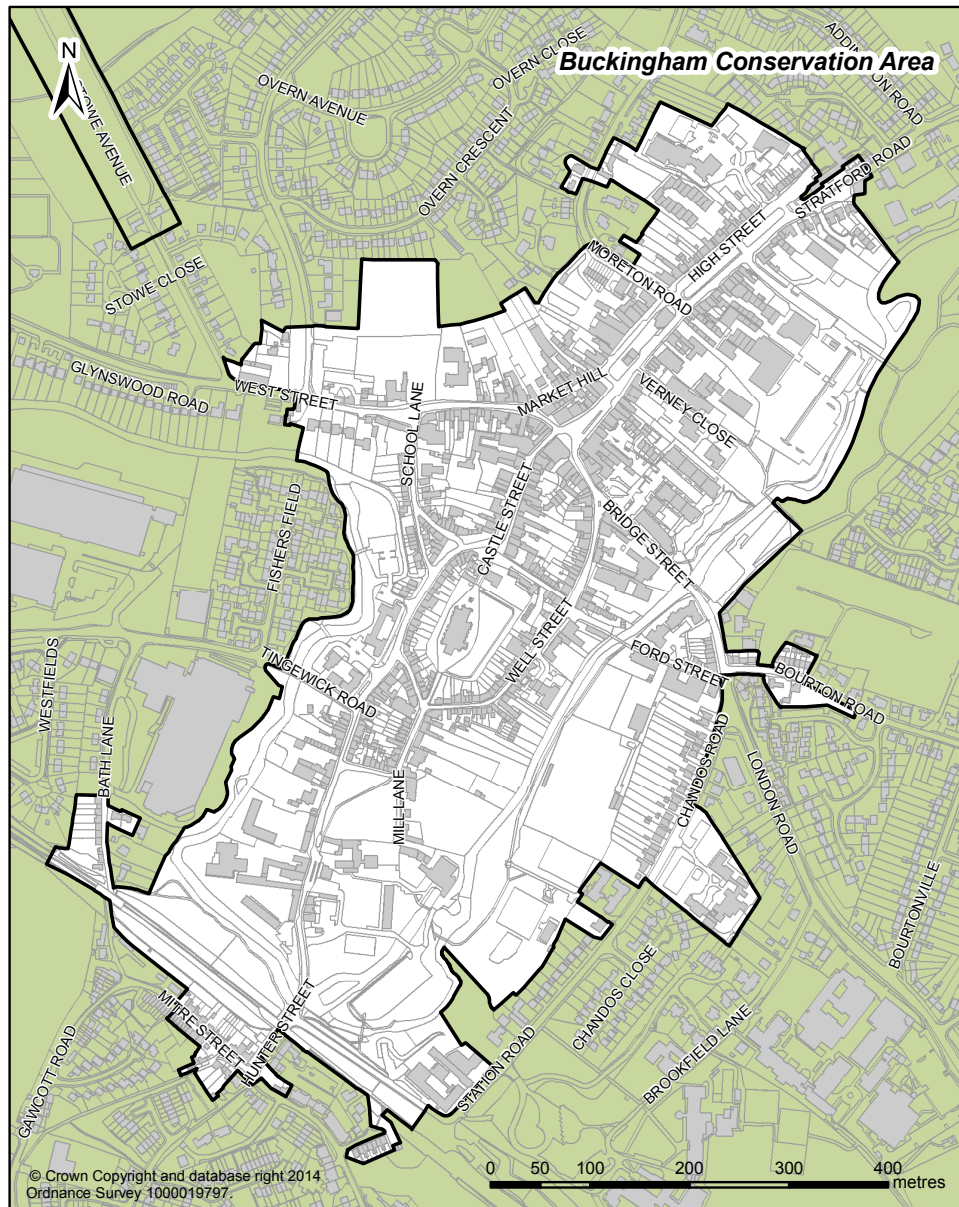 Buckingham Conservation Area
N
STOWE AVENUE
OVERN AVENUE
OVERN CLOSE
OVERN CRESCENT
STRATFORD ROAD
HIGH STREET
MORETON ROAD
STOWE CLOSE
GLYNSWOOD ROAD
WEST STREET
SCHOOL LANE
MARKET HILL
VERNEY CLOSE
CASTLE STREET
BRIDGE STREET
FISHERS FIELD
WELL STREET
FORD STREET
BOURTON ROAD
TINGEWICK ROAD
WESTFIELDS
BATH LANE
MILL LANE
CHANDOS ROAD
LONDON ROAD
BOURTONVILLE
CHANDOS CLOSE
MITRE STREET
HUNTER STREET
STATION ROAD
BROOKFIELD LANE
GAWCOTT ROAD
© Crown Copyright and database right 2014
Ordnance Survey 1000019797.
0 50 100 200 300 400
metres